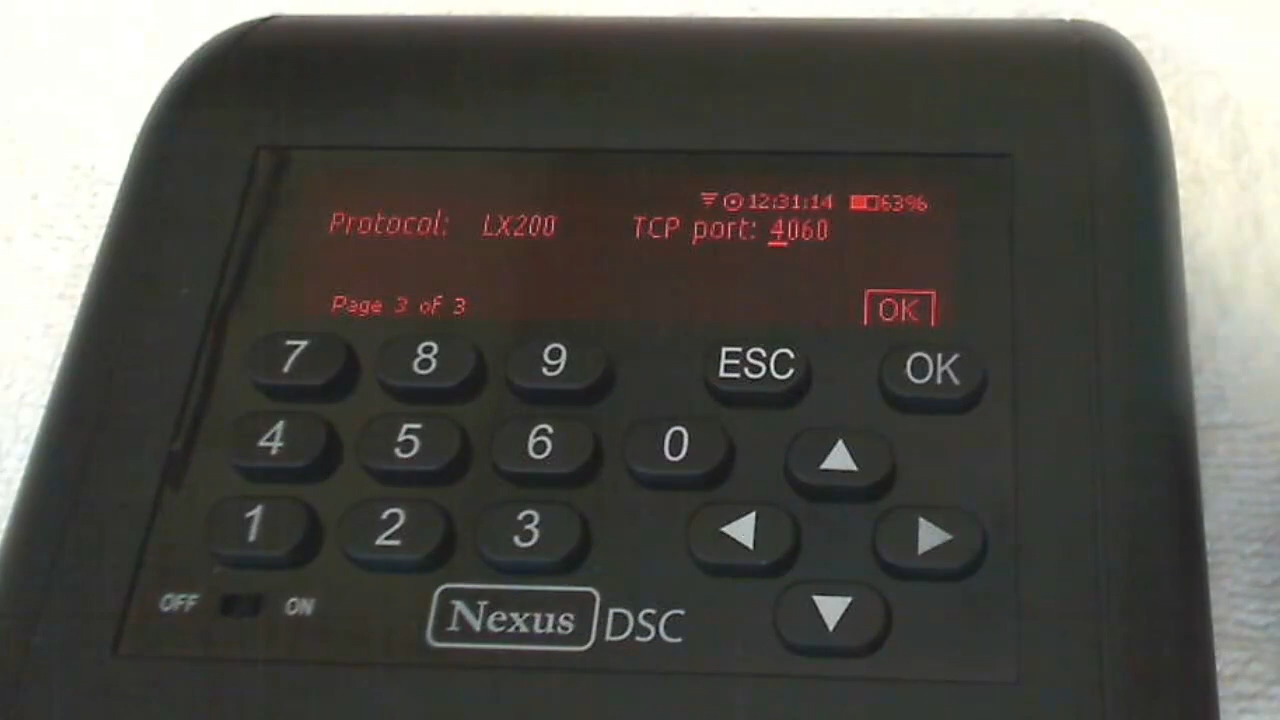 12:31:14 63%
Protocol: LX200 TCP port: 4060
Page 3 of 3 OK
7 8 9 ESC OK
4 5 6 0
1 2 3
OFF ON
Nexus DSC